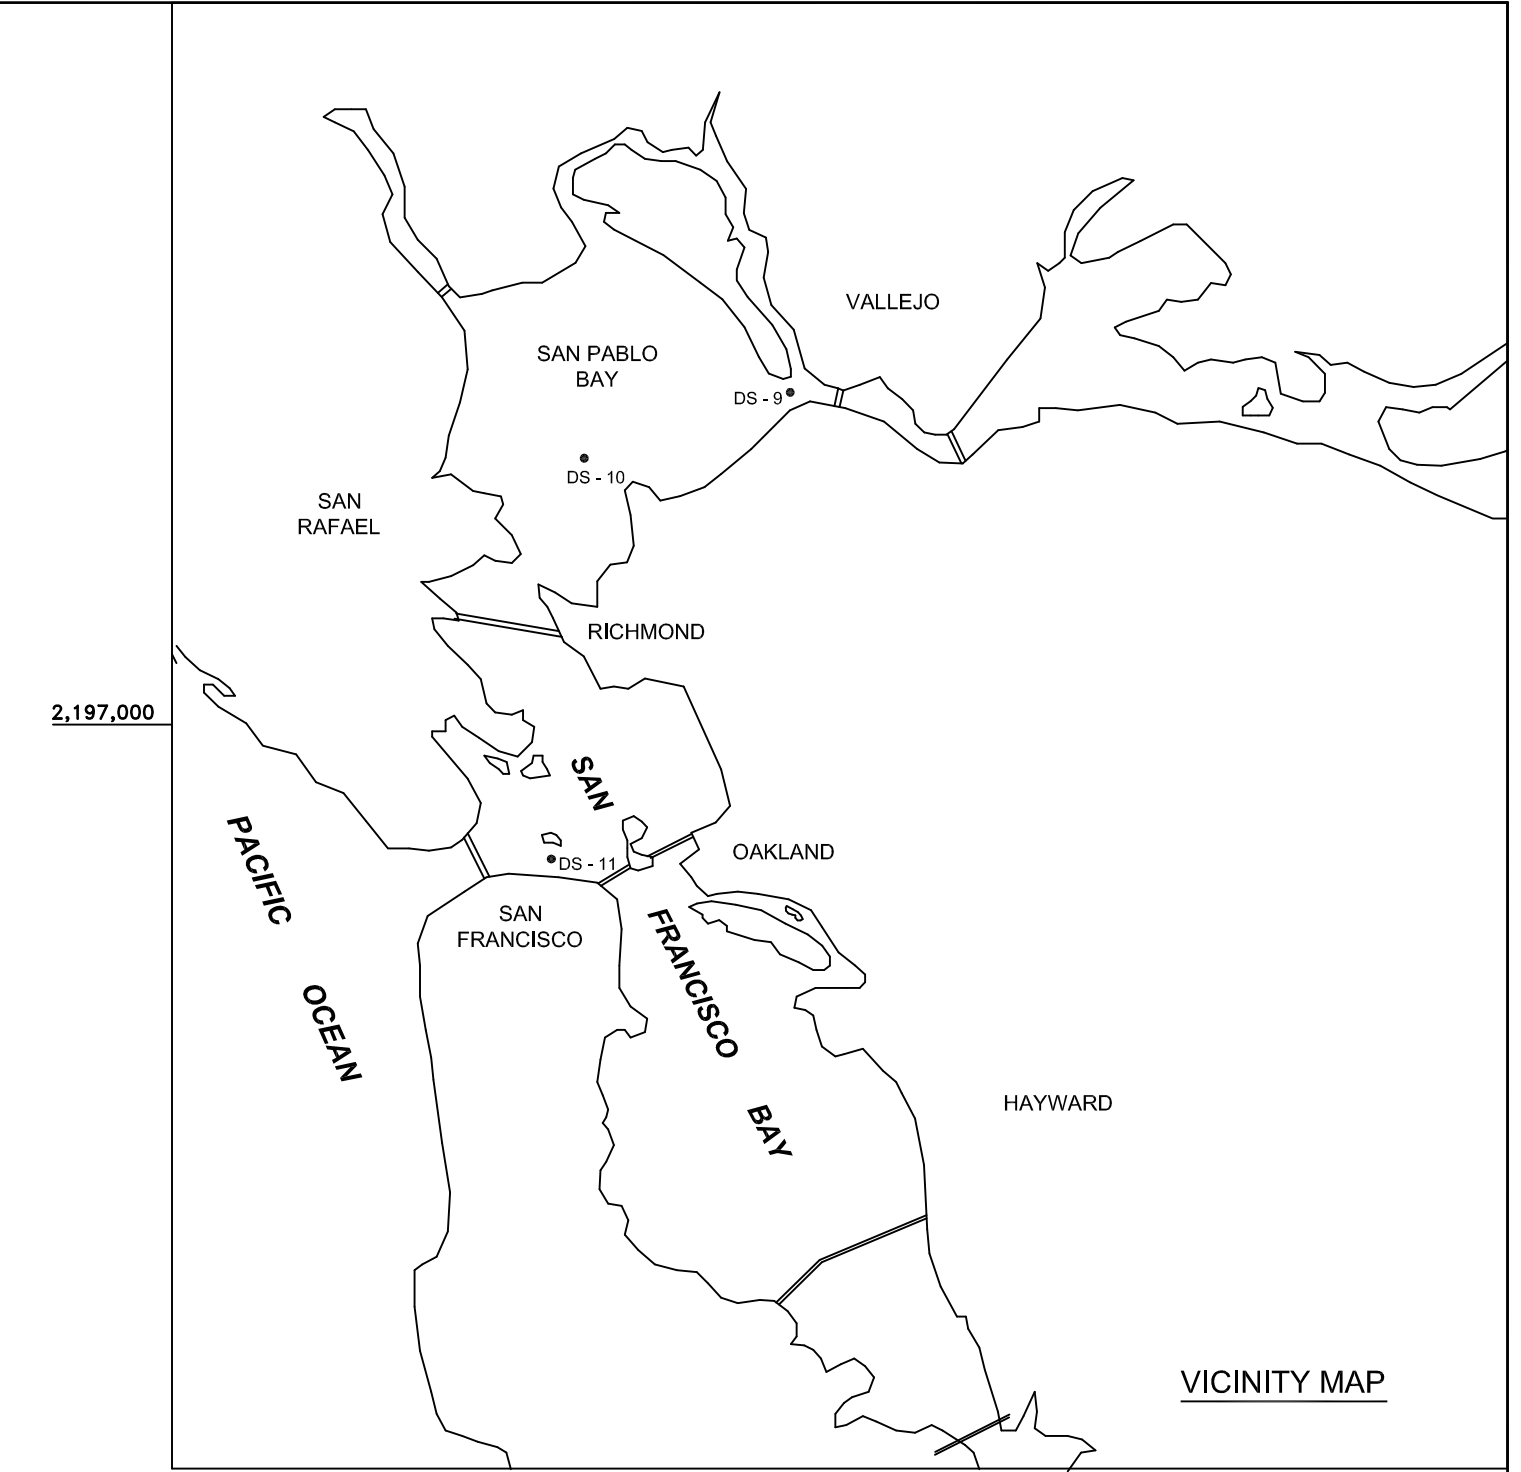 VALLEJO
SAN PABLO
BAY
DS - 9
DS - 10
SAN
RAFAEL
RICHMOND
2,197,000
SAN
PACIFIC
OAKLAND
DS - 11
SAN
FRANCISCO
FRANCISCO
OCEAN
HAYWARD
BAY
VICINITY MAP